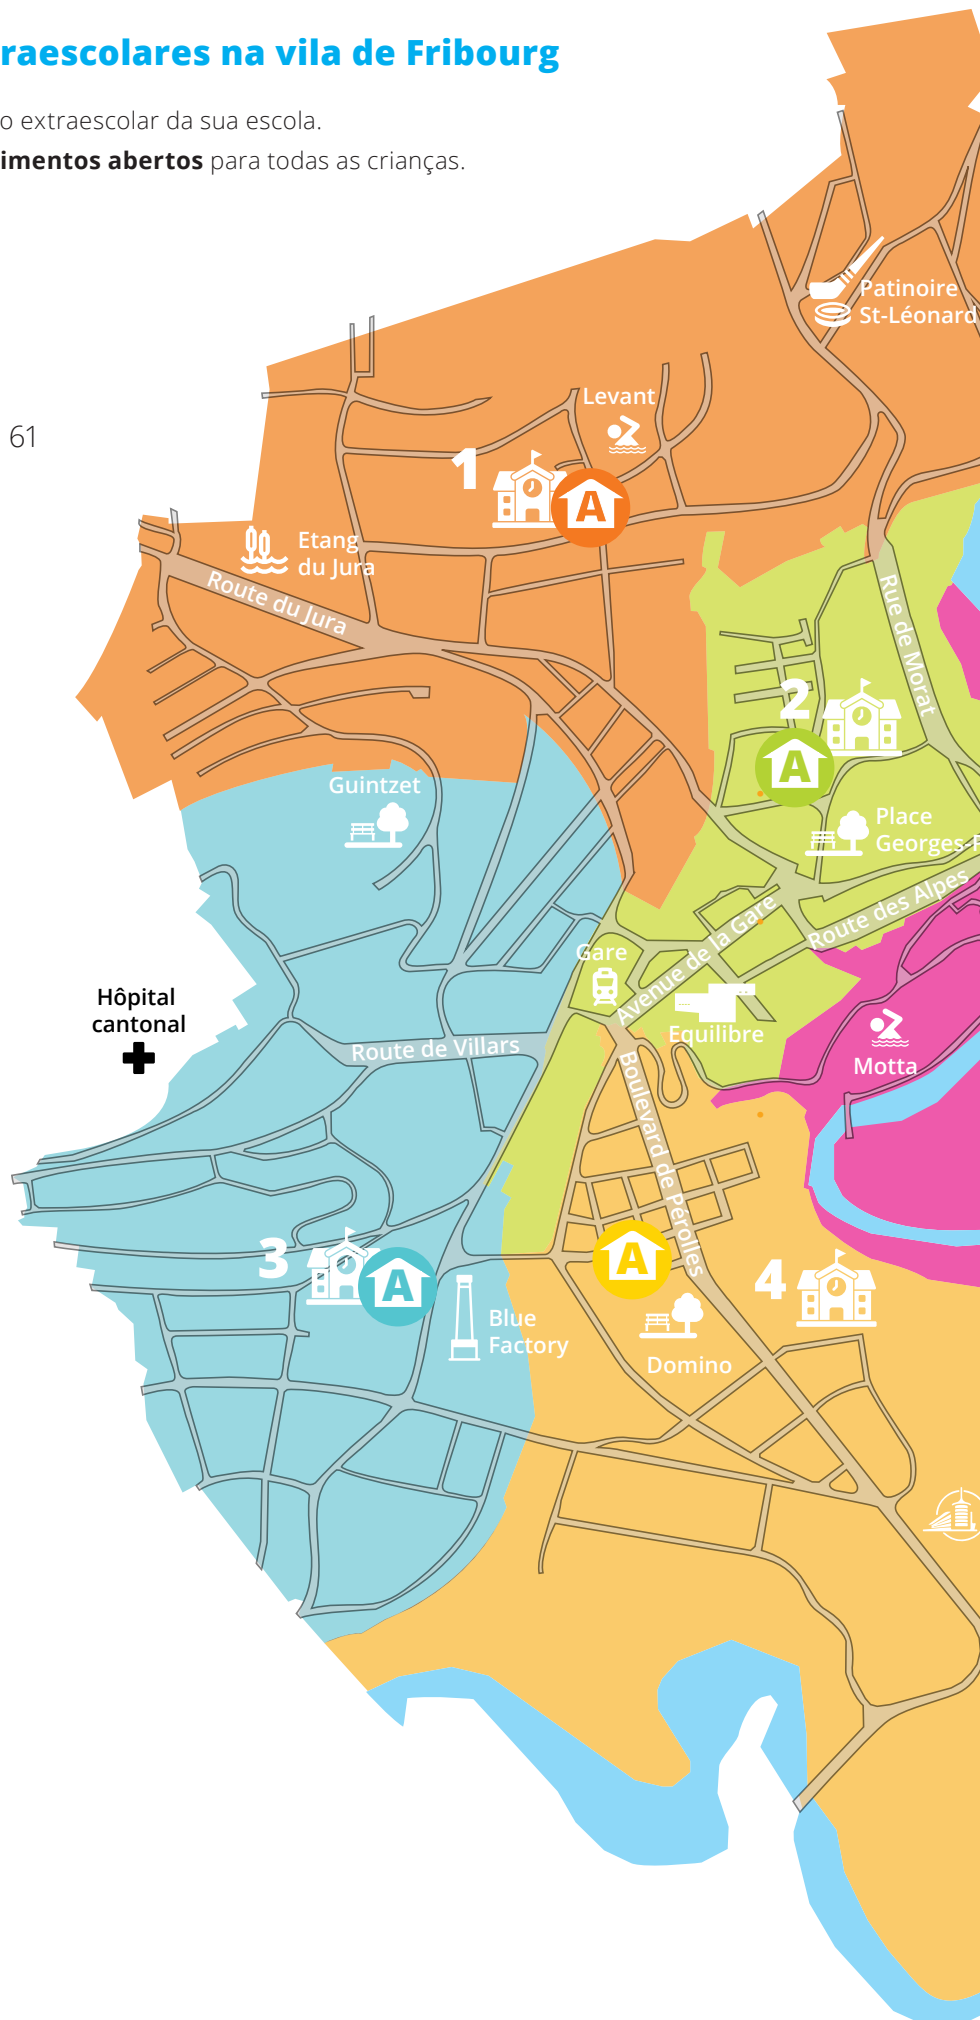 raescolares na vila de Fribourg
o extraescolar da sua escola.
imentos abertos para todas as crianças.
Patinoire
St-Léonard
Levant
61
1
A
Etang
du Jura
Route du Jura
Rue de Morat
2
A
Guintzet
Place
Georges-
Route des Alpes
Avenue de la Gare
Gare
Hôpital
cantonal
Equilibre
Route de Villars
Motta
Boulevard de Pérolles
3
A
A
4
Blue
Factory
Domino